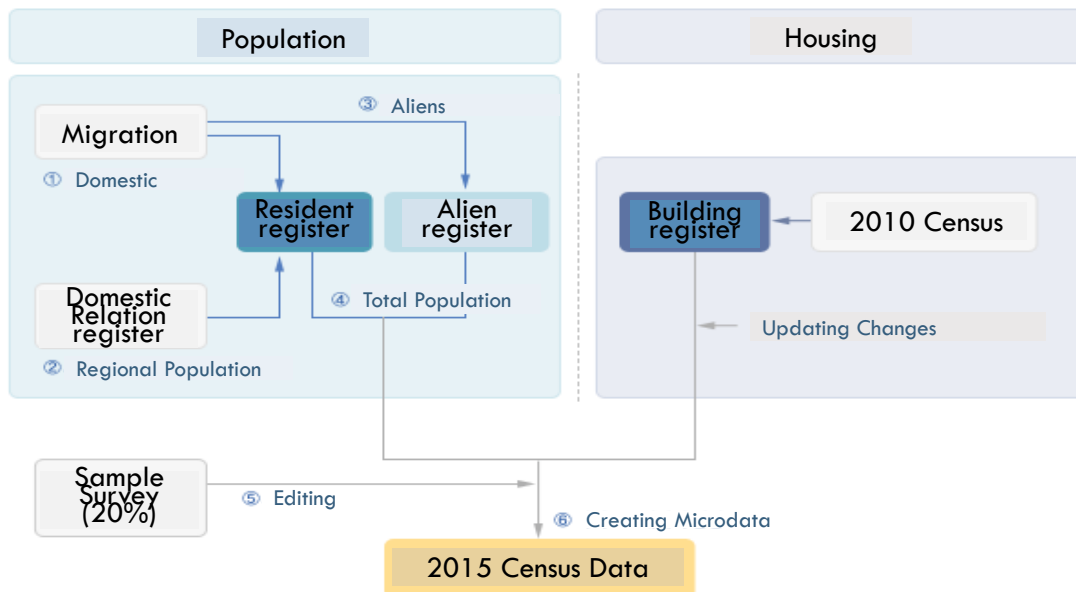 Population
Housing
③ Aliens
Migration
① Domestic
Resident
register
Alien
register
Building
register
2010 Census
④ Total Population
Domestic
Relation
register
Updating Changes
② Regional Population
Sample
Survey
(20%)
⑤ Editing
⑥ Creating Microdata
2015 Census Data